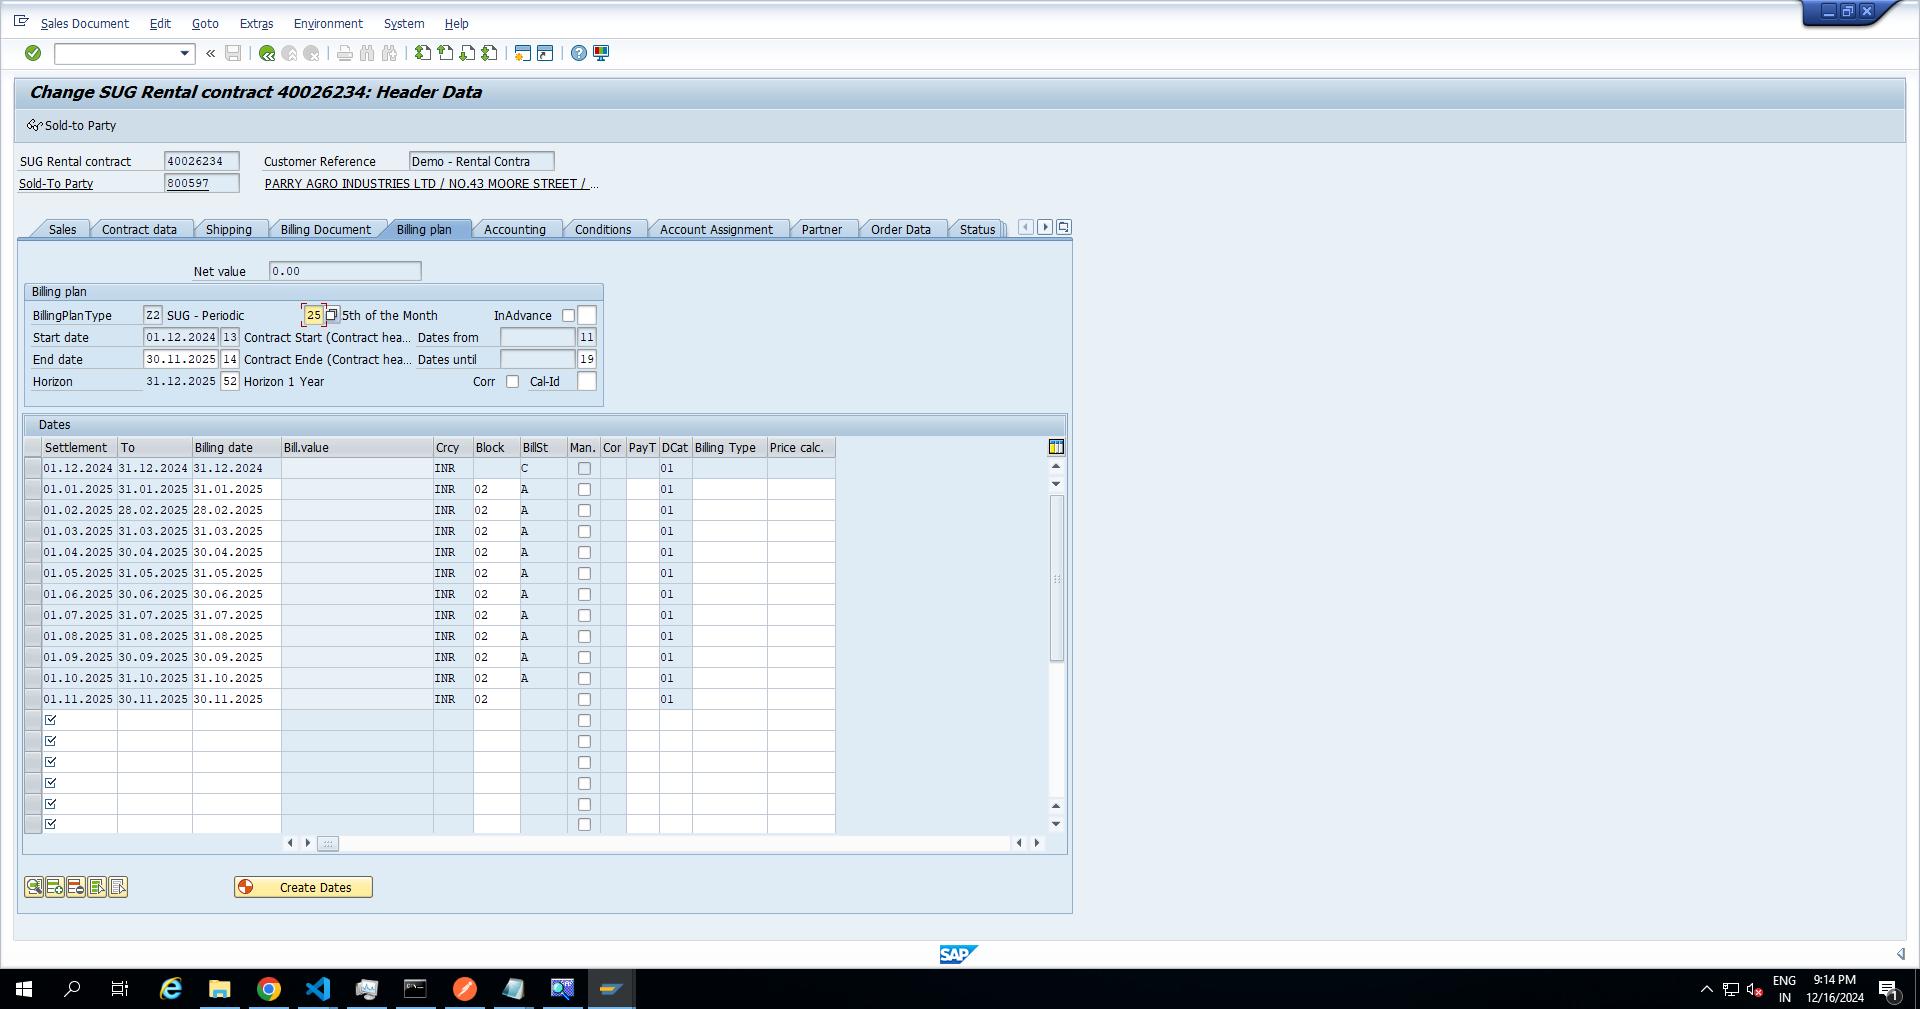 Sales Document Edit Goto Extras Environment System Help
Change SUG Rental contract 40026234: Header Data
Sold-to Party
SUG Rental contract 40026234 Customer Reference Demo - Rental Contra
Sold-To Party 800597 PARRY AGRO INDUSTRIES LTD / NO.43 MOORE STREET / ...
Sales Contract data Shipping Billing Document Billing plan Accounting Conditions Account Assignment Partner Order Data Status
Net value 0.00
Billing plan
BillingPlanType Z2 SUG - Periodic 25 5th of the Month InAdvance
Start date 01.12.2024 13 Contract Start (Contract hea... Dates from 11
End date 30.11.2025 14 Contract Ende (Contract hea... Dates until 19
Horizon 31.12.2025 52 Horizon 1 Year Corr Cal-Id
Dates
Settlement To Billing date Bill.value Crcy Block BillSt Man. Cor PayT DCat Billing Type Price calc.
01.12.2024 31.12.2024 31.12.2024 INR C 01
01.01.2025 31.01.2025 31.01.2025 INR 02 A 01
01.02.2025 28.02.2025 28.02.2025 INR 02 A 01
01.03.2025 31.03.2025 31.03.2025 INR 02 A 01
01.04.2025 30.04.2025 30.04.2025 INR 02 A 01
01.05.2025 31.05.2025 31.05.2025 INR 02 A 01
01.06.2025 30.06.2025 30.06.2025 INR 02 A 01
01.07.2025 31.07.2025 31.07.2025 INR 02 A 01
01.08.2025 31.08.2025 31.08.2025 INR 02 A 01
01.09.2025 30.09.2025 30.09.2025 INR 02 A 01
01.10.2025 31.10.2025 31.10.2025 INR 02 A 01
01.11.2025 30.11.2025 30.11.2025 INR 02 01
Create Dates
SAP
ENG 9:14 PM
IN 12/16/2024 1